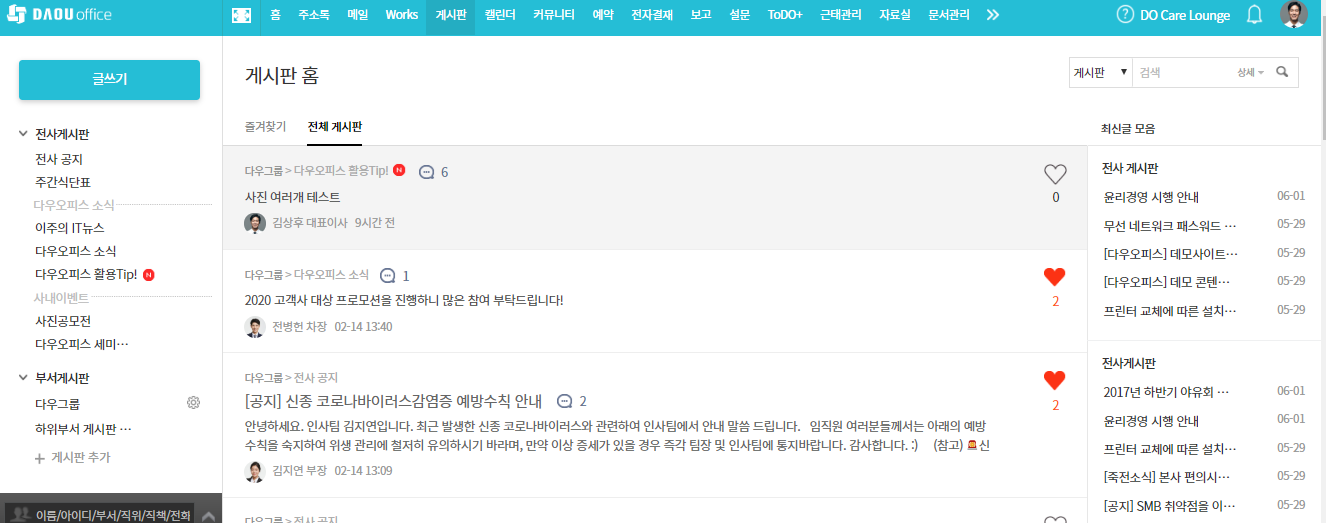 DAOU office
홈 주소록 메일 Works 게시판 캘린더 커뮤니티 예약 전자결재 보고 설문 ToDO+ 근태관리 자료실 문서관리
? DO Care Lounge
글쓰기
전사게시판
전사 공지
주간식단표
다우오피스 소식
이주의 IT뉴스
다우오피스 소식
다우오피스 활용Tip! N
사내이벤트
사진공모전
다우오피스 세미…
부서게시판
다우그룹
하위부서 게시판 …
+ 게시판 추가
이름/아이디/부서/직위/직책/전화
게시판 홈
게시판 ▼ 검색 상세
즐겨찾기 전체 게시판
다우그룹 > 다우오피스 활용Tip! N 6
사진 여러개 테스트
김상후 대표이사 9시간 전
0
다우그룹 > 다우오피스 소식 1
2020 고객사 대상 프로모션을 진행하니 많은 참여 부탁드립니다!
전병헌 차장 02-14 13:40
2
다우그룹 > 전사 공지
[공지] 신종 코로나바이러스감염증 예방수칙 안내 2
안녕하세요. 인사팀 김지연입니다. 최근 발생한 신종 코로나바이러스와 관련하여 인사팀에서 안내 말씀 드립니다. 임직원 여러분들께서는 아래의 예방
수칙을 숙지하여 위생 관리에 철저히 유의하시기 바라며, 만약 이상 증세가 있을 경우 즉각 팀장 및 인사팀에 통지바랍니다. 감사합니다. :) (참고) 신
김지연 부장 02-14 13:09
2
다우그룹 > 전사 공지
최신글 모음
전사 게시판
윤리경영 시행 안내 06-01
무선 네트워크 패스워드 … 05-29
[다우오피스] 데모사이트… 05-29
[다우오피스] 데모 콘텐… 05-29
프린터 교체에 따른 설치… 05-29
전사게시판
2017년 하반기 야유회 … 06-01
윤리경영 시행 안내 06-01
프린터 교체에 따른 설치… 05-29
[죽전소식] 본사 편의시… 05-29
[공지] SMB 취약점을 이… 05-29